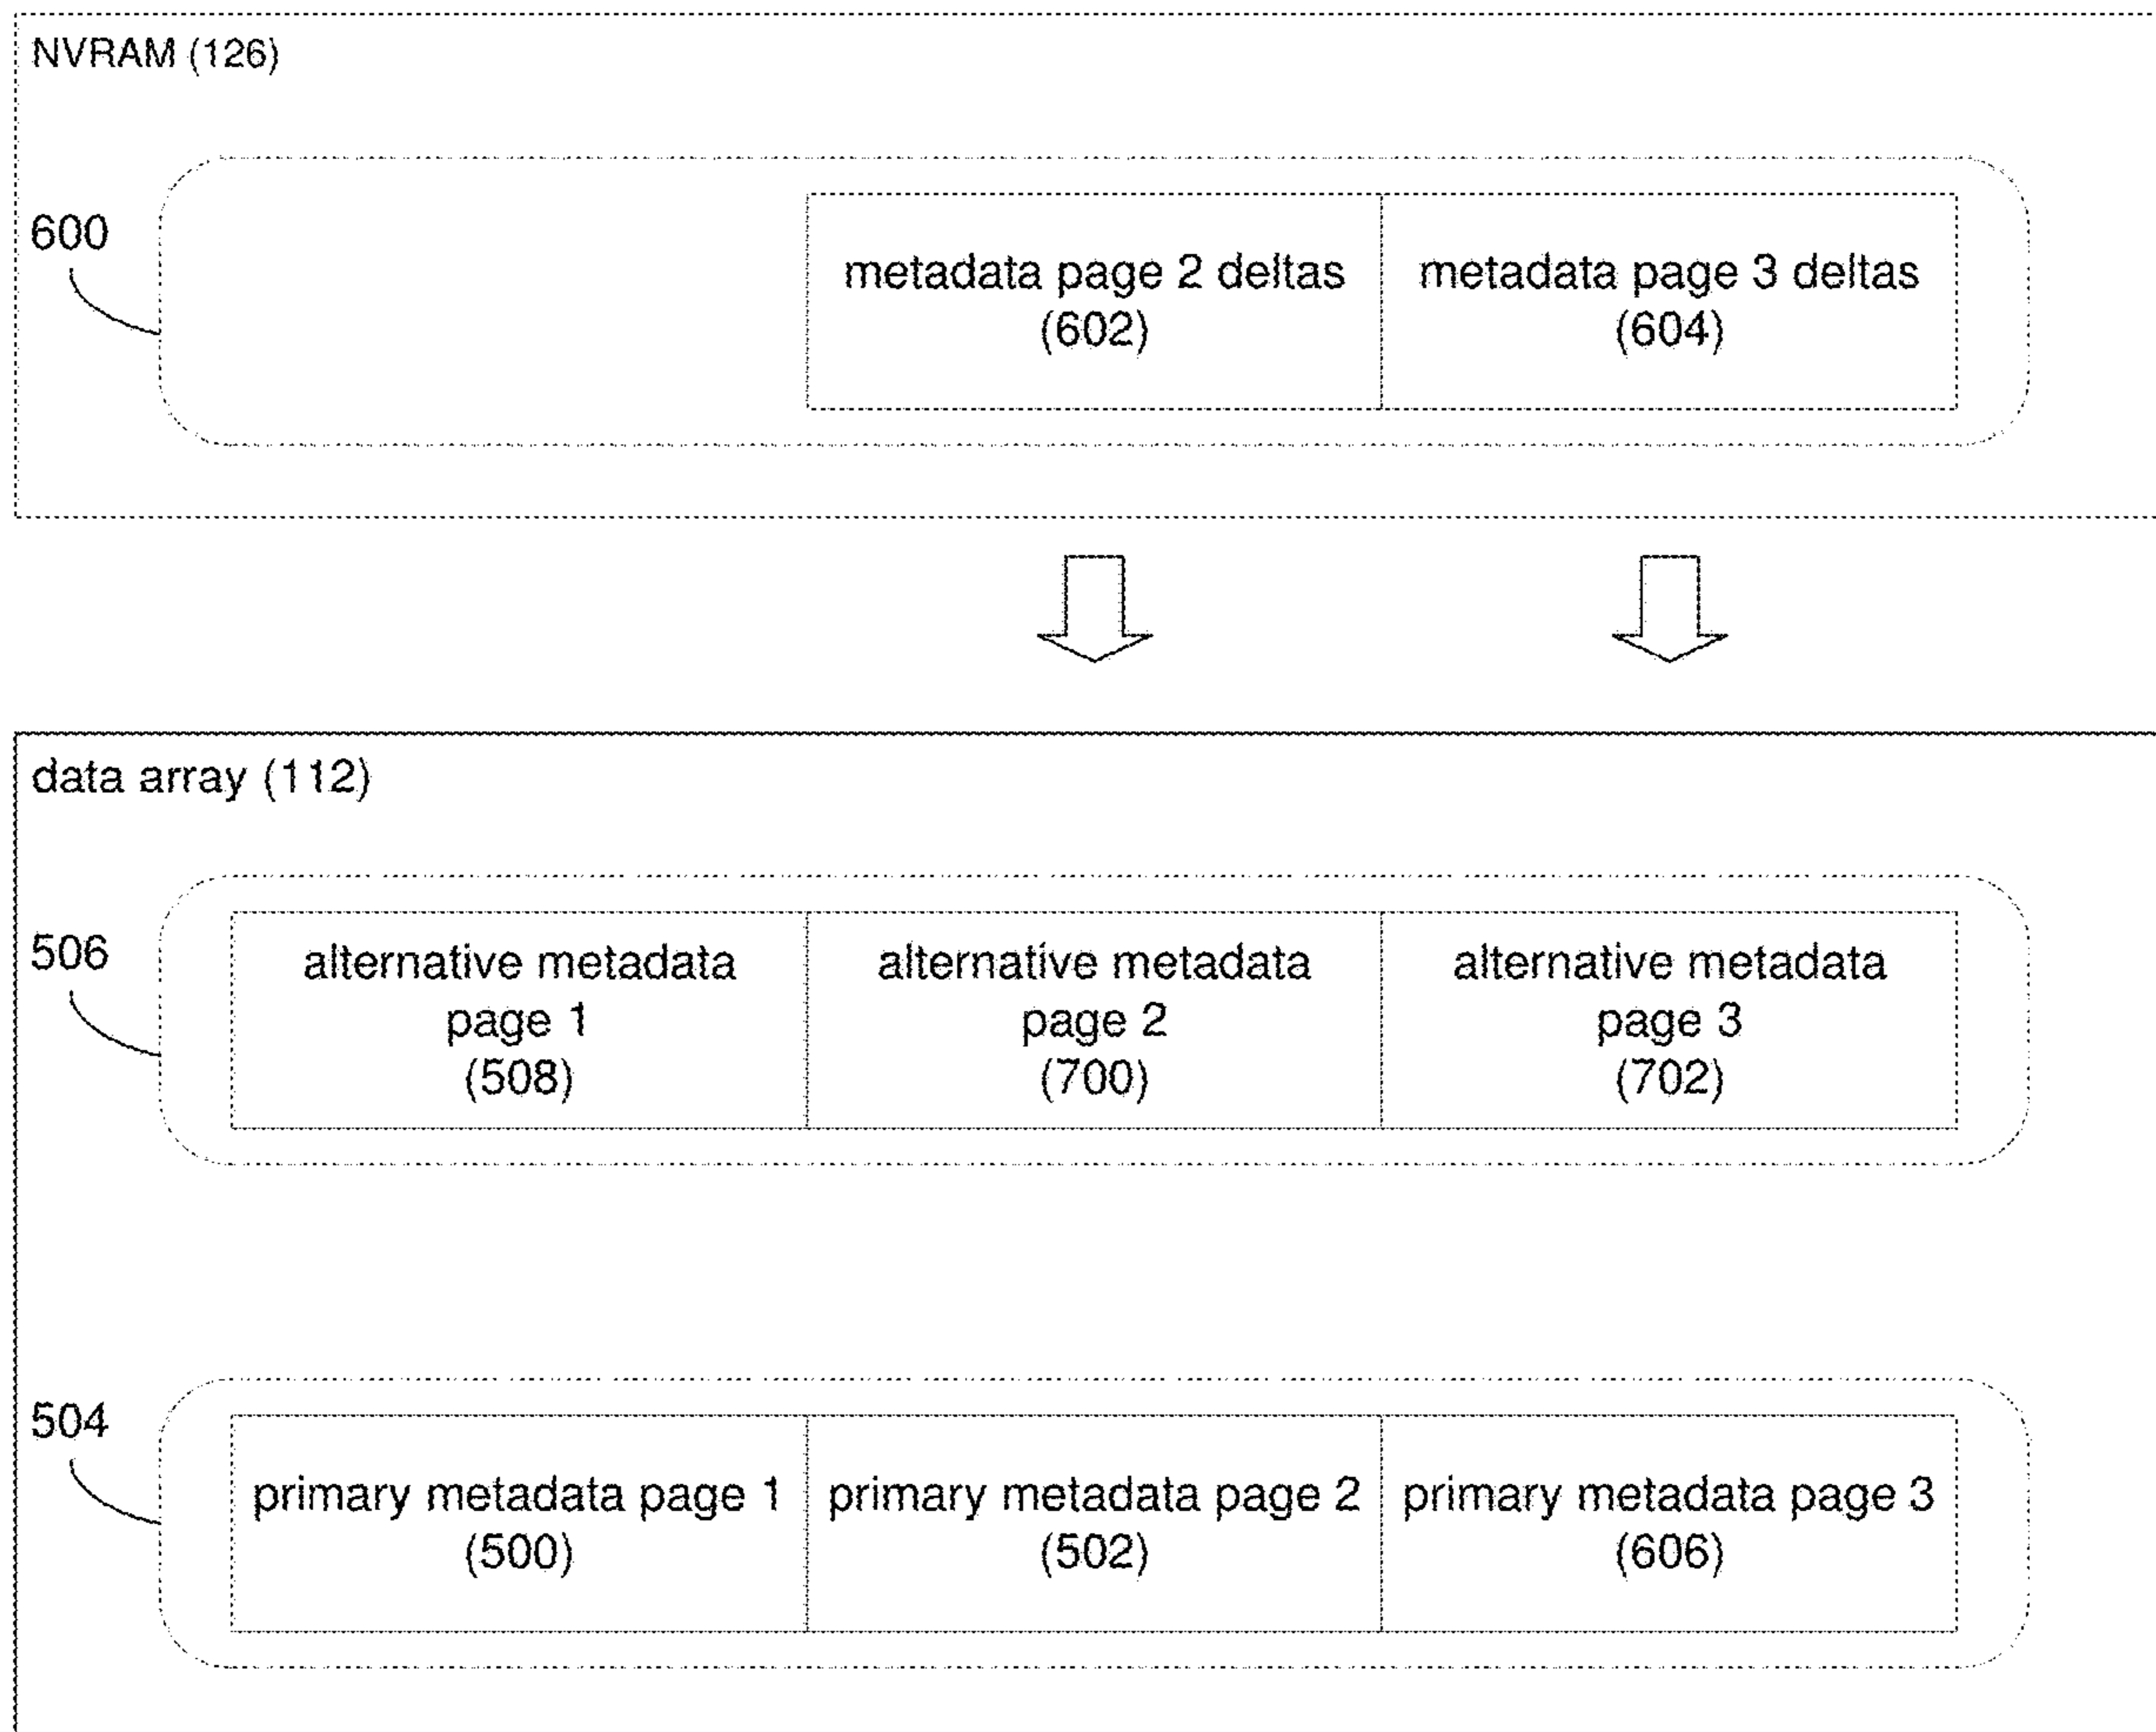 NVRAM (126)
600
metadata page 2 deltas
(602)
metadata page 3 deltas
(604)
data array (112)
506
alternative metadata
page 1
(508)
alternative metadata
page 2
(700)
alternative metadata
page 3
(702)
504
primary metadata page 1
(500)
primary metadata page 2
(502)
primary metadata page 3
(606)